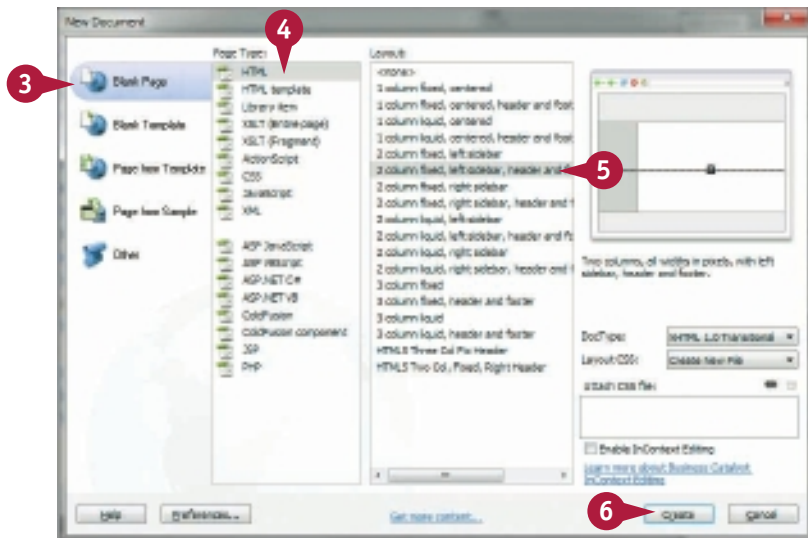 New Document
Page Type:
Layout:
3
Blank Page
Blank Template
Page from Template
Page from Sample
Other
4
HTML
HTML template
Library item
XSLT (Entire page)
XSLT (Fragment)
ActionScript
CSS
JavaScript
XML
ASP JavaScript
ASP VBScript
ASP.NET C#
ASP.NET VB
ColdFusion
ColdFusion component
JSP
PHP
<none>
1 column fixed, centered
1 column fixed, centered, header and foot
1 column liquid, centered
1 column liquid, centered, header and foot
2 column fixed, left sidebar
2 column fixed, left sidebar, header and fo
5
2 column fixed, right sidebar
2 column fixed, right sidebar, header and f
2 column liquid, left sidebar
2 column liquid, left sidebar, header and fo
2 column liquid, right sidebar
2 column liquid, right sidebar, header and f
3 column fixed
3 column fixed, header and footer
3 column liquid
3 column liquid, header and footer
HTML5 Three Col Fix Header
HTML5 Two Col, Fixed, Right Header
Two columns, all widths in pixels, with left
sidebar, header and footer.
DocType:
XHTML 1.0 Transitional
Layout CSS:
Create New File
Attach CSS file:
Enable InContext Editing
Learn more about Business Catalyst
InContext Editing
Help
Preferences...
Get more content...
6
Create
Cancel